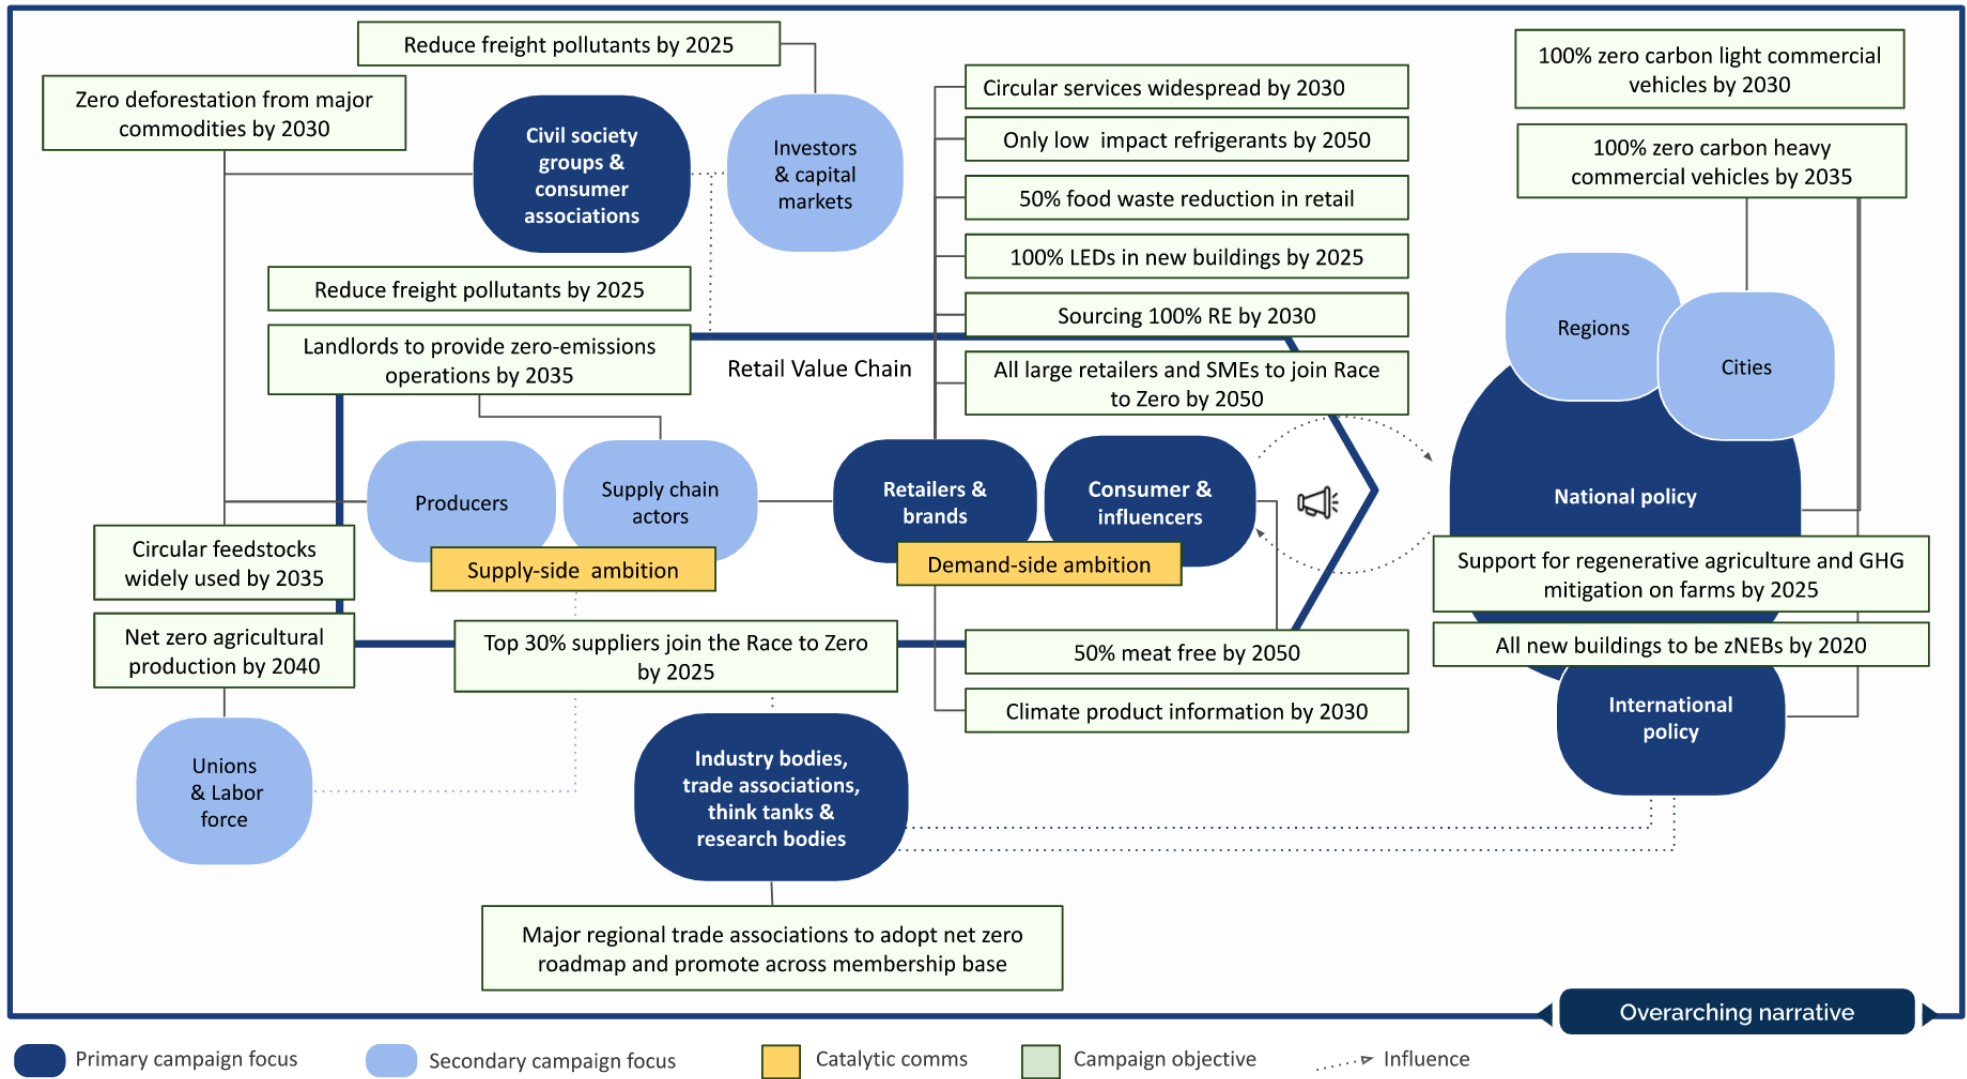 Reduce freight pollutants by 2025
100% zero carbon light commercial
vehicles by 2030
Zero deforestation from major
commodities by 2030
Circular services widespread by 2030
Civil society
groups &
consumer
associations
Investors
& capital
markets
Only low  impact refrigerants by 2050
100% zero carbon heavy
commercial vehicles by 2035
50% food waste reduction in retail
100% LEDs in new buildings by 2025
Reduce freight pollutants by 2025
Sourcing 100% RE by 2030
Regions
Cities
Landlords to provide zero-emissions
operations by 2035
Retail Value Chain
All large retailers and SMEs to join Race
to Zero by 2050
Producers
Supply chain
actors
Retailers &
brands
Consumer &
influencers
National policy
Circular feedstocks
widely used by 2035
Supply-side  ambition
Demand-side ambition
Support for regenerative agriculture and GHG
mitigation on farms by 2025
Net zero agricultural
production by 2040
Top 30% suppliers join the Race to Zero
by 2025
50% meat free by 2050
All new buildings to be zNEBs by 2020
Climate product information by 2030
International
policy
Unions
& Labor
force
Industry bodies,
trade associations,
think tanks &
research bodies
Major regional trade associations to adopt net zero
roadmap and promote across membership base
Overarching narrative
Primary campaign focus
Secondary campaign focus
Catalytic comms
Campaign objective
Influence